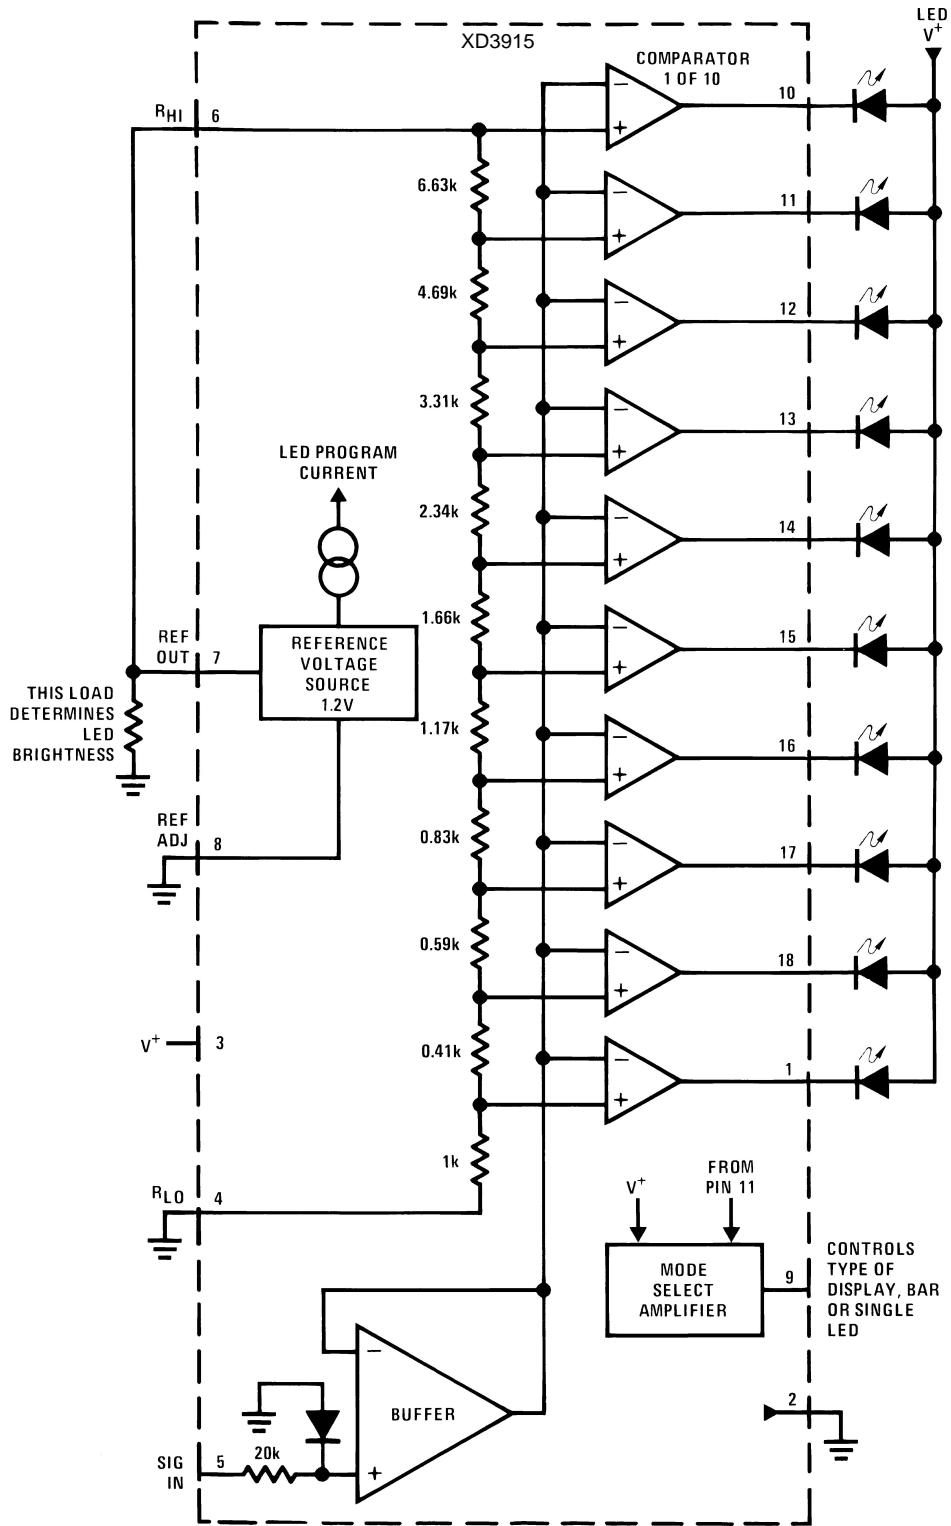 LED
V+
XD3915
COMPARATOR
1 OF 10
−
+
10
RHI
6
6.63k
−
+
11
4.69k
−
+
12
3.31k
−
+
13
LED PROGRAM
CURRENT
2.34k
−
+
14
1.66k
−
+
15
REF
OUT
7
REFERENCE
VOLTAGE
SOURCE
1.2V
THIS LOAD
DETERMINES
LED
BRIGHTNESS
1.17k
−
+
16
REF
ADJ
8
0.83k
−
+
17
0.59k
−
+
18
V+
3
0.41k
−
+
1
1k
RLO
4
V+
FROM
PIN 11
MODE
SELECT
AMPLIFIER
9
CONTROLS
TYPE OF
DISPLAY, BAR
OR SINGLE
LED
−
BUFFER
+
2
SIG
IN
5
20k